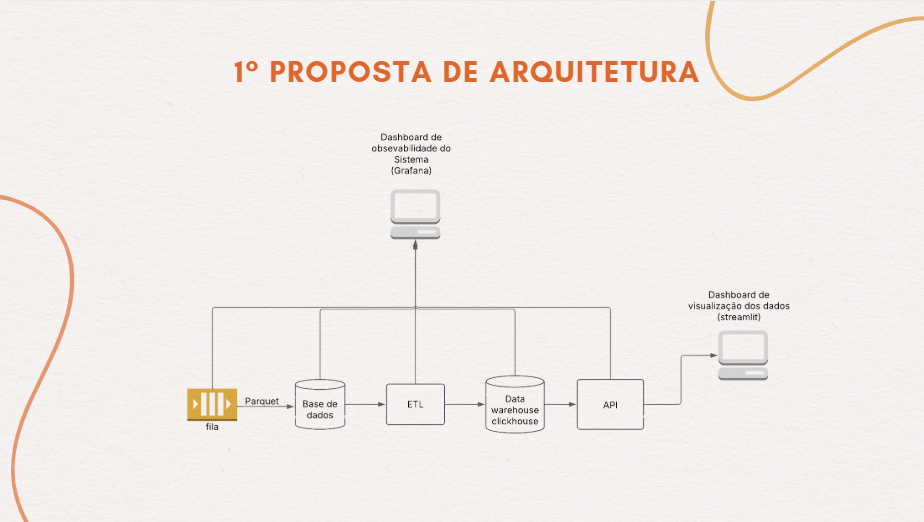 1º PROPOSTA DE ARQUITETURA
Dashboard de
obsevabilidade do
Sistema
(Grafana)
Dashboard de
visualização dos dados
(streamlit)
Parquet
fila
Base de
dados
ETL
Data
warehouse
clickhouse
API